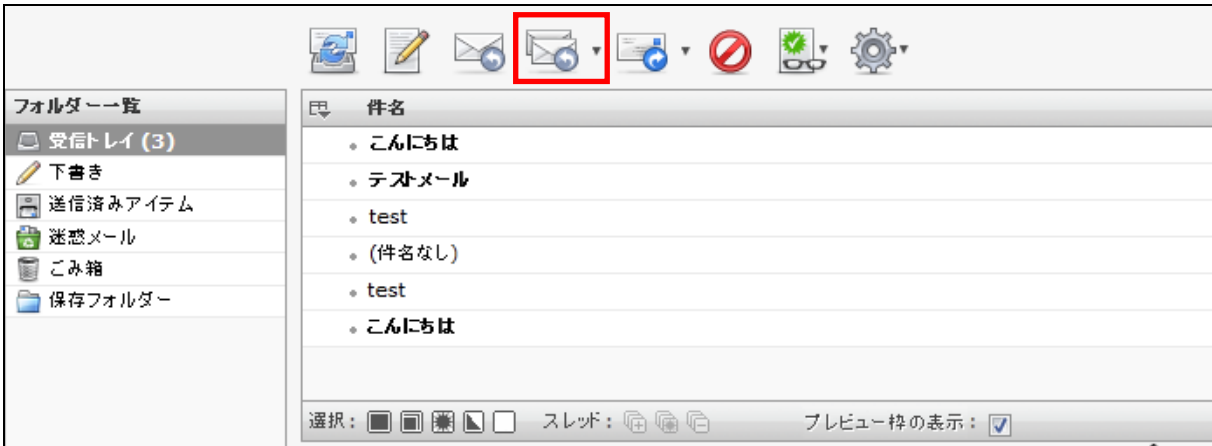 フォルダー一覧
受信トレイ (3)
下書き
送信済みアイテム
迷惑メール
ごみ箱
保存フォルダー
件名
こんにちは
テストメール
test
(件名なし)
test
こんにちは
選択: スレッド: プレビュー枠の表示: